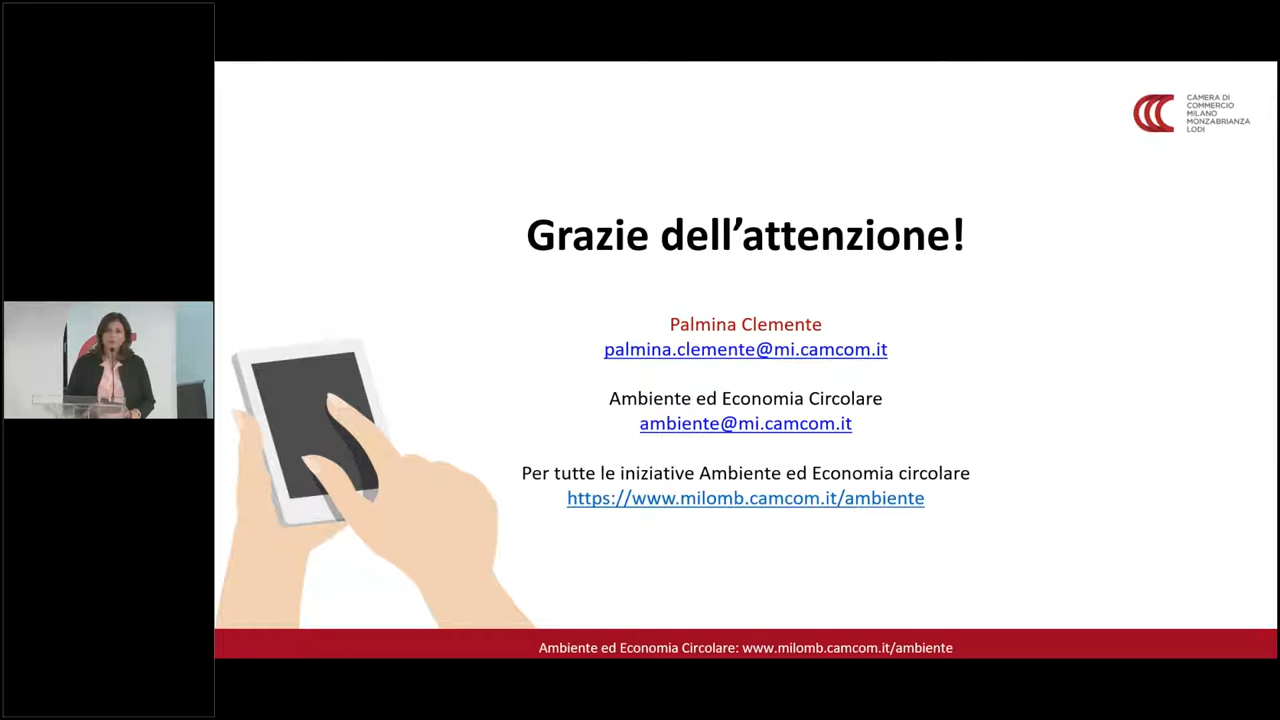 CAMERA DI
COMMERCIO
MILANO
MONZABRIANZA
LODI
Grazie dell’attenzione!
Palmina Clemente
palmina.clemente@mi.camcom.it
Ambiente ed Economia Circolare
ambiente@mi.camcom.it
Per tutte le iniziative Ambiente ed Economia circolare
https://www.milomb.camcom.it/ambiente
Ambiente ed Economia Circolare: www.milomb.camcom.it/ambiente